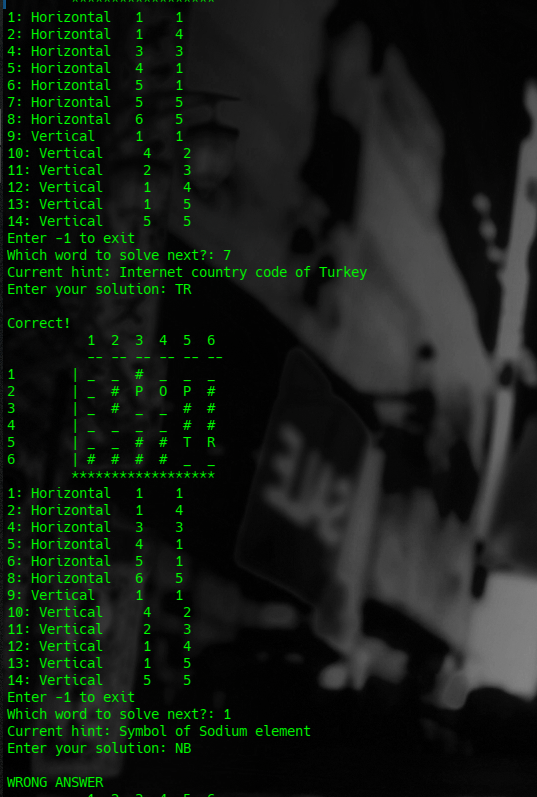 ******************
1: Horizontal   1    1
2: Horizontal   1    4
4: Horizontal   3    3
5: Horizontal   4    1
6: Horizontal   5    1
7: Horizontal   5    5
8: Horizontal   6    5
9: Vertical     1    1
10: Vertical     4    2
11: Vertical     2    3
12: Vertical     1    4
13: Vertical     1    5
14: Vertical     5    5
Enter -1 to exit
Which word to solve next?: 7
Current hint: Internet country code of Turkey
Enter your solution: TR
Correct!
1  2  3  4  5  6
-- -- -- -- -- --
1       | _  _  #  _  _  _
2       | _  #  P  O  P  #
3       | _  #  _  _  #  #
4       | _  _  _  _  #  #
5       | _  _  #  #  T  R
6       | #  #  #  #  _  _
******************
1: Horizontal   1    1
2: Horizontal   1    4
4: Horizontal   3    3
5: Horizontal   4    1
6: Horizontal   5    1
8: Horizontal   6    5
9: Vertical     1    1
10: Vertical     4    2
11: Vertical     2    3
12: Vertical     1    4
13: Vertical     1    5
14: Vertical     5    5
Enter -1 to exit
Which word to solve next?: 1
Current hint: Symbol of Sodium element
Enter your solution: NB
WRONG ANSWER
1  2  3  4  5  6